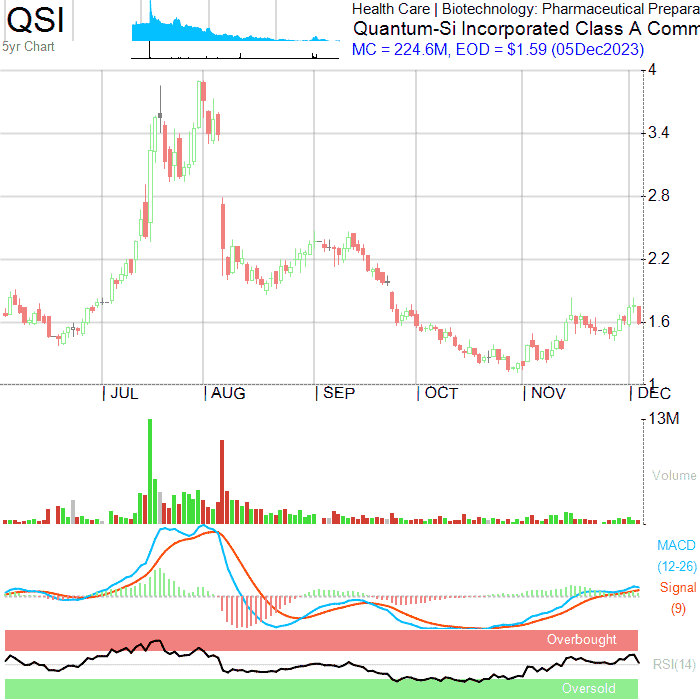 QSI
5yr Chart
Health Care | Biotechnology: Pharmaceutical Prepara
Quantum-Si Incorporated Class A Comm
MC = 224.6M, EOD = $1.59 (05Dec2023)
4
3.4
2.8
2.2
1.6
1
JUL AUG SEP OCT NOV DEC
13M
Volume
MACD
(12-26)
Signal
(9)
Overbought
RSI(14)
Oversold